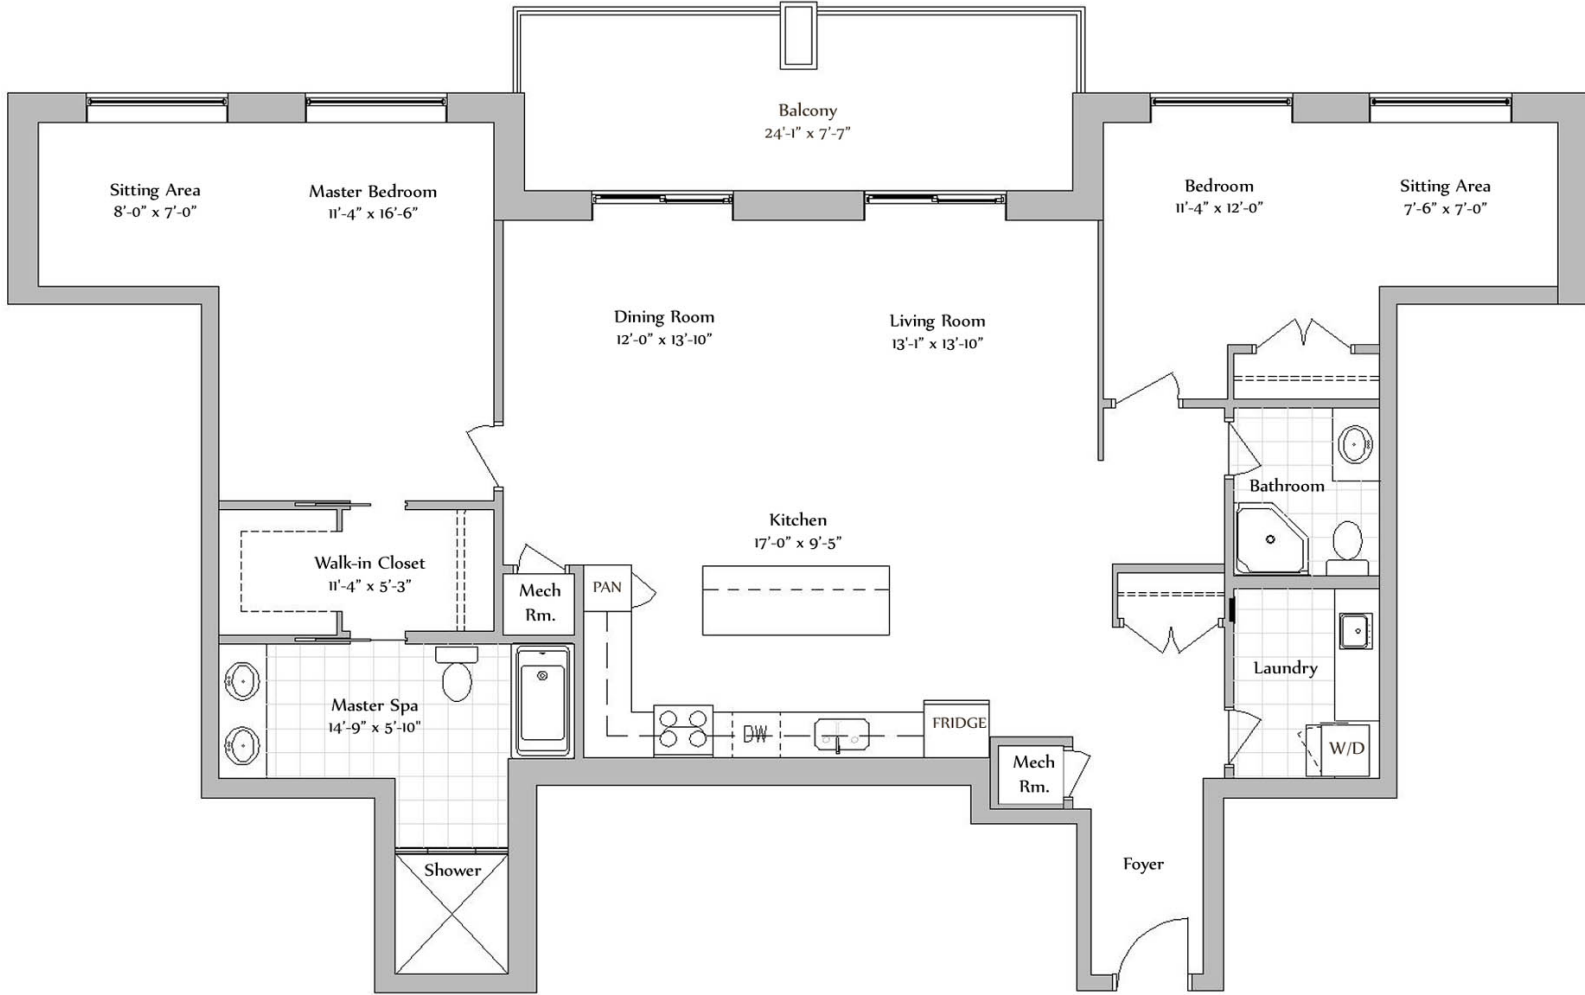 Balcony
24'-1" x 7'-7"
Sitting Area
8'-0" x 7'-0"
Master Bedroom
11'-4" x 16'-6"
Bedroom
11'-4" x 12'-0"
Sitting Area
7'-6" x 7'-0"
Dining Room
12'-0" x 13'-10"
Living Room
13'-1" x 13'-10"
Bathroom
Kitchen
17'-0" x 9'-5"
Walk-in Closet
11'-4" x 5'-3"
Mech
Rm.
PAN
Laundry
Master Spa
14'-9" x 5'-10"
DW
FRIDGE
W/D
Mech
Rm.
Shower
Foyer